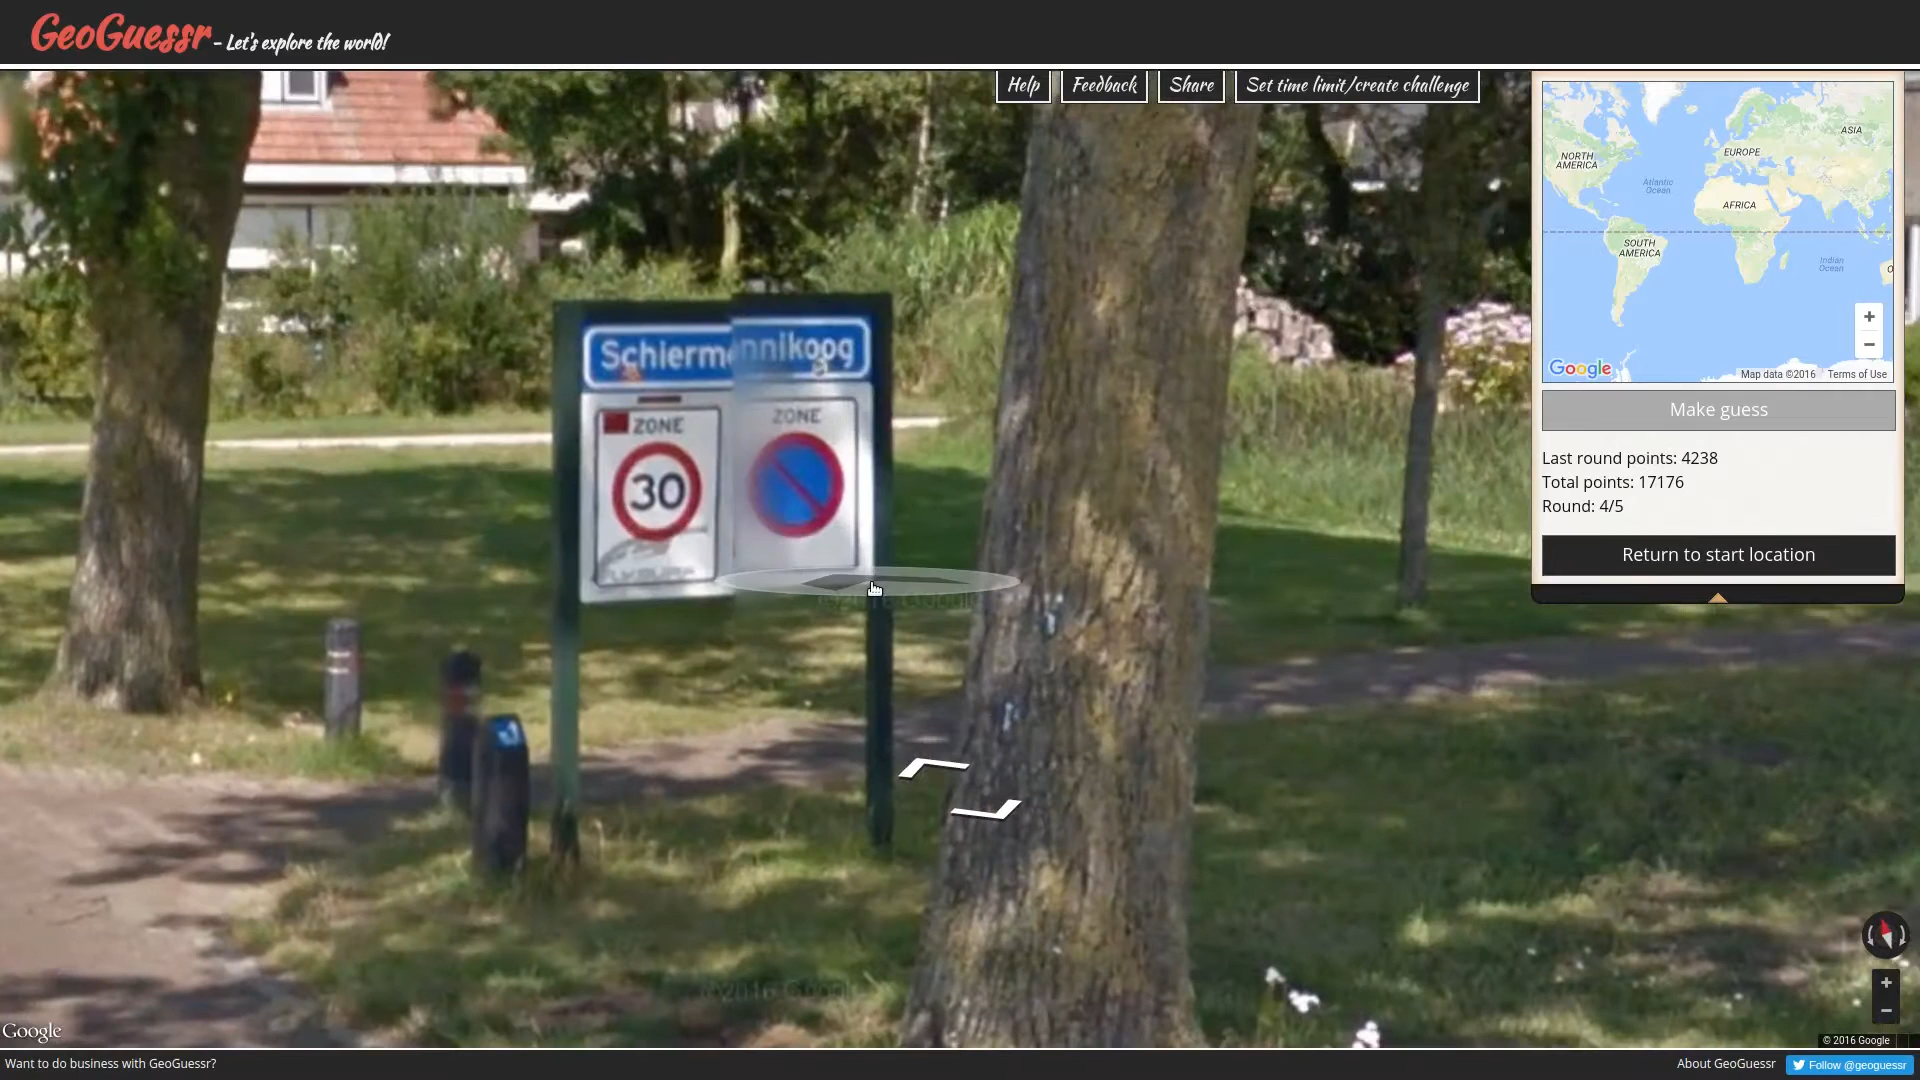 GeoGuessr - Let's explore the world!
Help
Feedback
Share
Set time limit/create challenge
NORTH
AMERICA
Atlantic
Ocean
EUROPE
ASIA
AFRICA
SOUTH
AMERICA
Indian
Ocean
O
+
−
Google
Map data ©2016
Terms of Use
Make guess
Last round points: 4238
Total points: 17176
Round: 4/5
Return to start location
Schiermonnikoog
ZONE
30
ZONE
© 2016 Google
+
−
Google
© 2016 Google
Want to do business with GeoGuessr?
About GeoGuessr
Follow @geoguessr